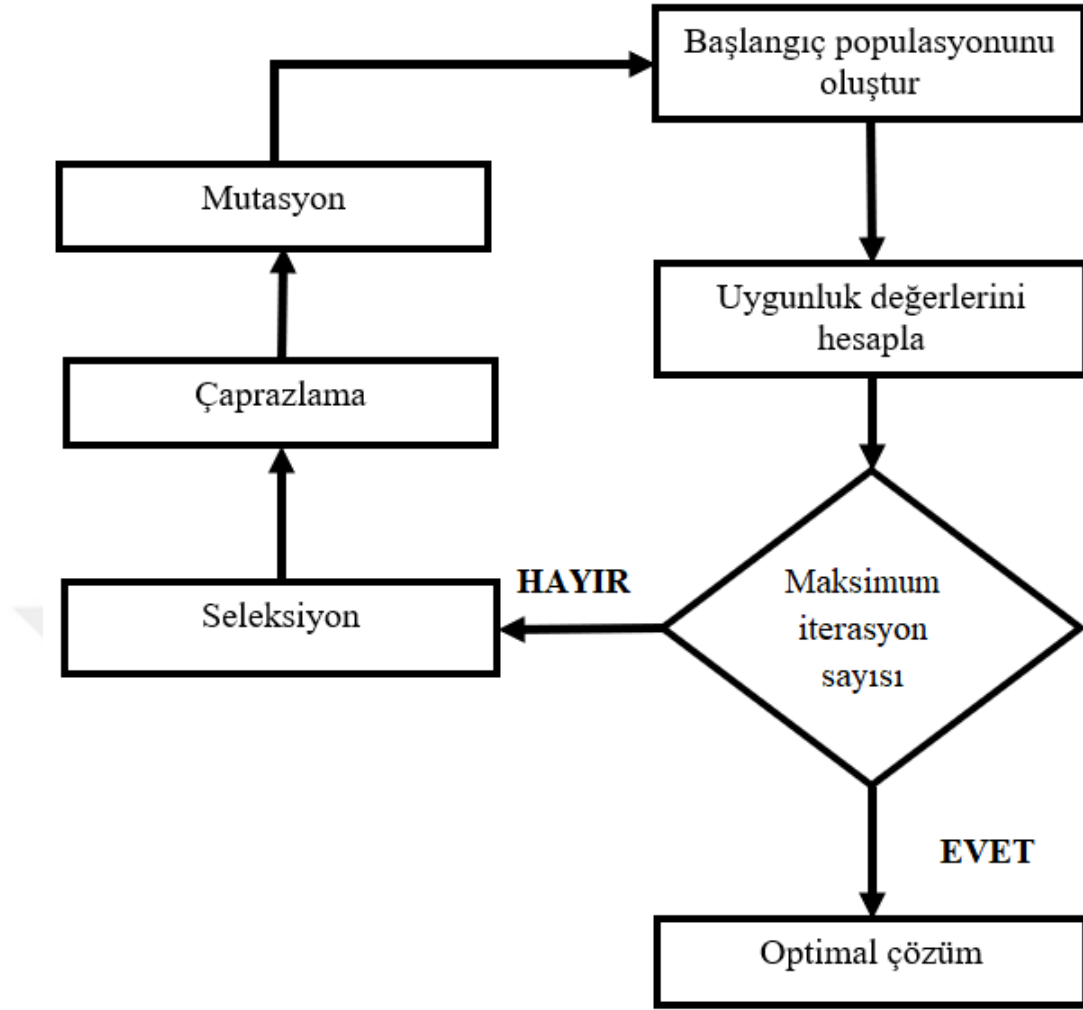 Başlangıç populasyonunu
oluştur
Mutasyon
Uygunluk değerlerini
hesapla
Çaprazlama
HAYIR
Seleksiyon
Maksimum
iterasyon
sayısı
EVET
Optimal çözüm